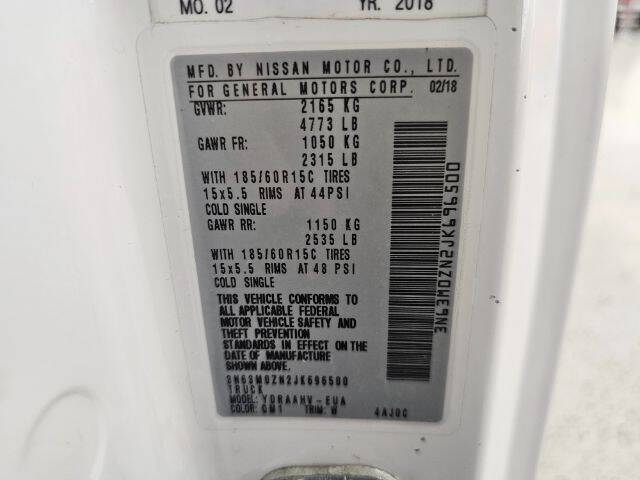 MO. 02 YR. 2018
MFD. BY NISSAN MOTOR CO., LTD.
FOR GENERAL MOTORS CORP. 02/18
GVWR: 2165 KG
4773 LB
GAWR FR: 1050 KG
2315 LB
WITH 185/60R15C TIRES
15x5.5 RIMS AT 44PSI
COLD SINGLE
GAWR RR: 1150 KG
2535 LB
WITH 185/60R15C TIRES
15x5.5 RIMS AT 48 PSI
COLD SINGLE
THIS VEHICLE CONFORMS TO
ALL APPLICABLE FEDERAL
MOTOR VEHICLE SAFETY AND
THEFT PREVENTION
STANDARDS IN EFFECT ON THE
DATE OF MANUFACTURE
SHOWN ABOVE.
3N63M0ZN2JK696500
TRUCK
MODEL: YDRAAHV-EUA
COLOR: QM1 TRIM: W 4AJ0C
3N63M0ZN2JK696500